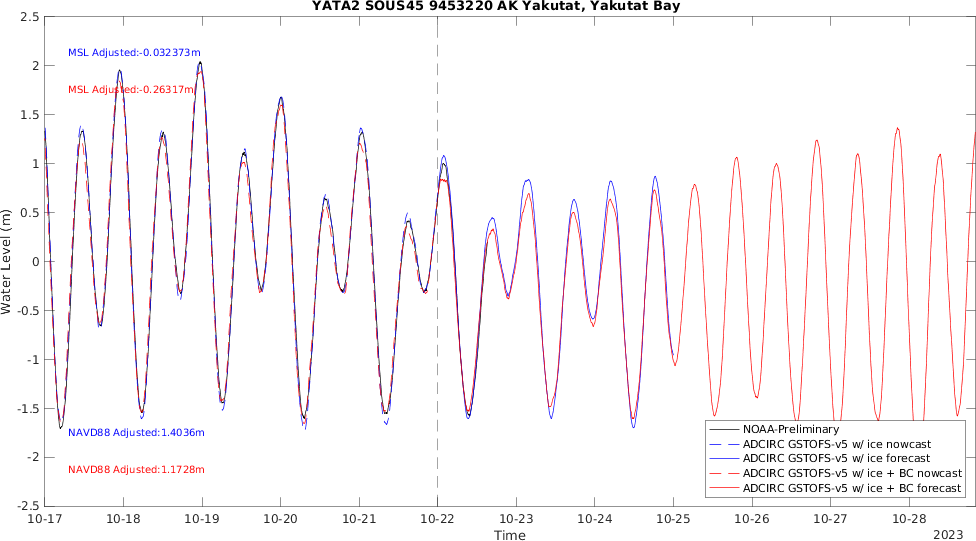 YATA2 SOUS45 9453220 AK Yakutat, Yakutat Bay
2.5
2
1.5
1
0.5
0
-0.5
-1
-1.5
-2
-2.5
Water Level (m)
MSL Adjusted:-0.032373m
MSL Adjusted:-0.26317m
NAVD88 Adjusted:1.4036m
NAVD88 Adjusted:1.1728m
NOAA-Preliminary
ADCIRC GSTOFS-v5 w/ ice nowcast
ADCIRC GSTOFS-v5 w/ ice forecast
ADCIRC GSTOFS-v5 w/ ice + BC nowcast
ADCIRC GSTOFS-v5 w/ ice + BC forecast
10-17 10-18 10-19 10-20 10-21 10-22 10-23 10-24 10-25 10-26 10-27 10-28
Time
2023